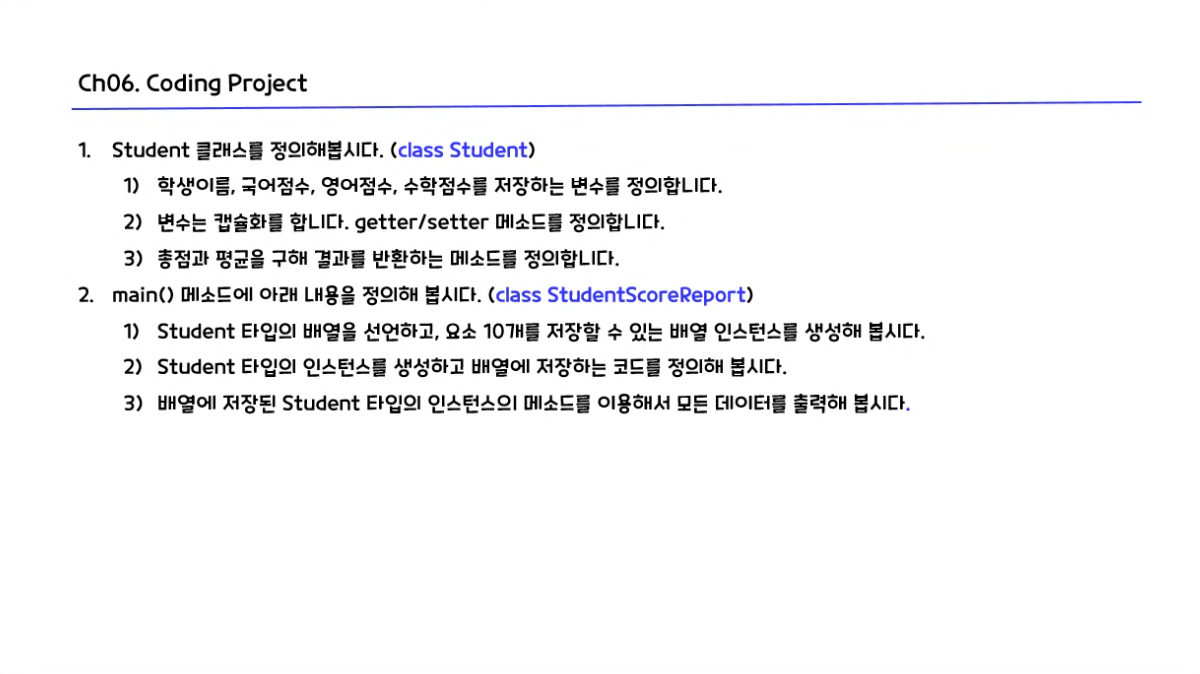 Ch06. Coding Project
1. Student 클래스를 정의해봅시다. (class Student)
1) 학생이름, 국어점수, 영어점수, 수학점수를 저장하는 변수를 정의합니다.
2) 변수는 캡슐화를 합니다. getter/setter 메소드를 정의합니다.
3) 총점과 평균을 구해 결과를 반환하는 메소드를 정의합니다.
2. main() 메소드에 아래 내용을 정의해 봅시다. (class StudentScoreReport)
1) Student 타입의 배열을 선언하고, 요소 10개를 저장할 수 있는 배열 인스턴스를 생성해 봅시다.
2) Student 타입의 인스턴스를 생성하고 배열에 저장하는 코드를 정의해 봅시다.
3) 배열에 저장된 Student 타입의 인스턴스의 메소드를 이용해서 모든 데이터를 출력해 봅시다.